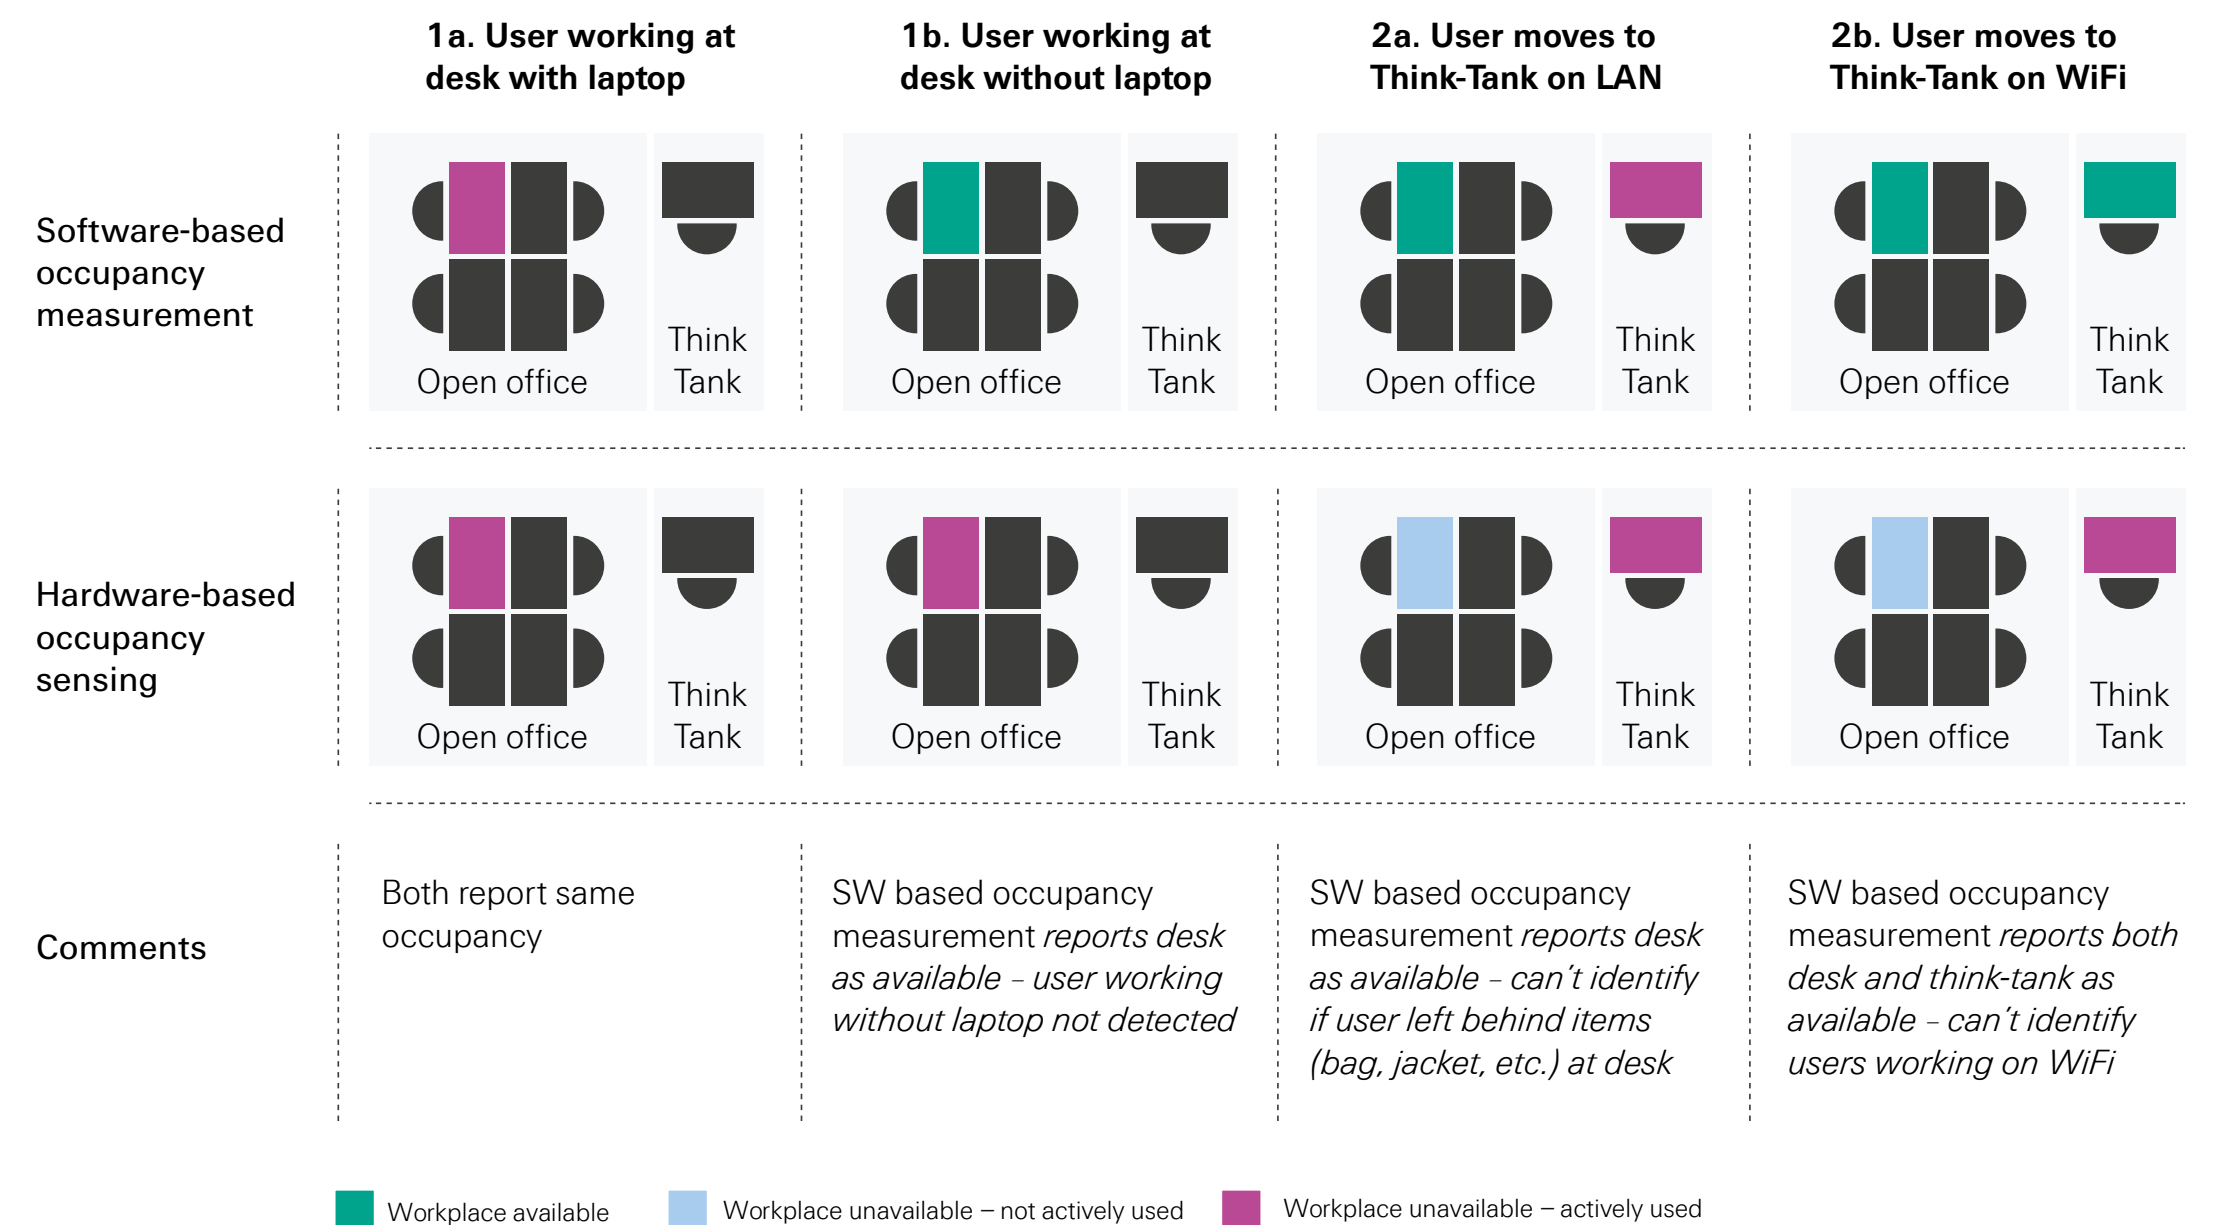 1a. User working at
desk with laptop
1b. User working at
desk without laptop
2a. User moves to
Think-Tank on LAN
2b. User moves to
Think-Tank on WiFi
Software-based
occupancy
measurement
Open office
Think
Tank
Open office
Think
Tank
Open office
Think
Tank
Open office
Think
Tank
Hardware-based
occupancy
sensing
Open office
Think
Tank
Open office
Think
Tank
Open office
Think
Tank
Open office
Think
Tank
Comments
Both report same
occupancy
SW based occupancy
measurement reports desk
as available – user working
without laptop not detected
SW based occupancy
measurement reports desk
as available – can't identify
if user left behind items
(bag, jacket, etc.) at desk
SW based occupancy
measurement reports both
desk and think-tank as
available – can't identify
users working on WiFi
Workplace available
Workplace unavailable – not actively used
Workplace unavailable – actively used